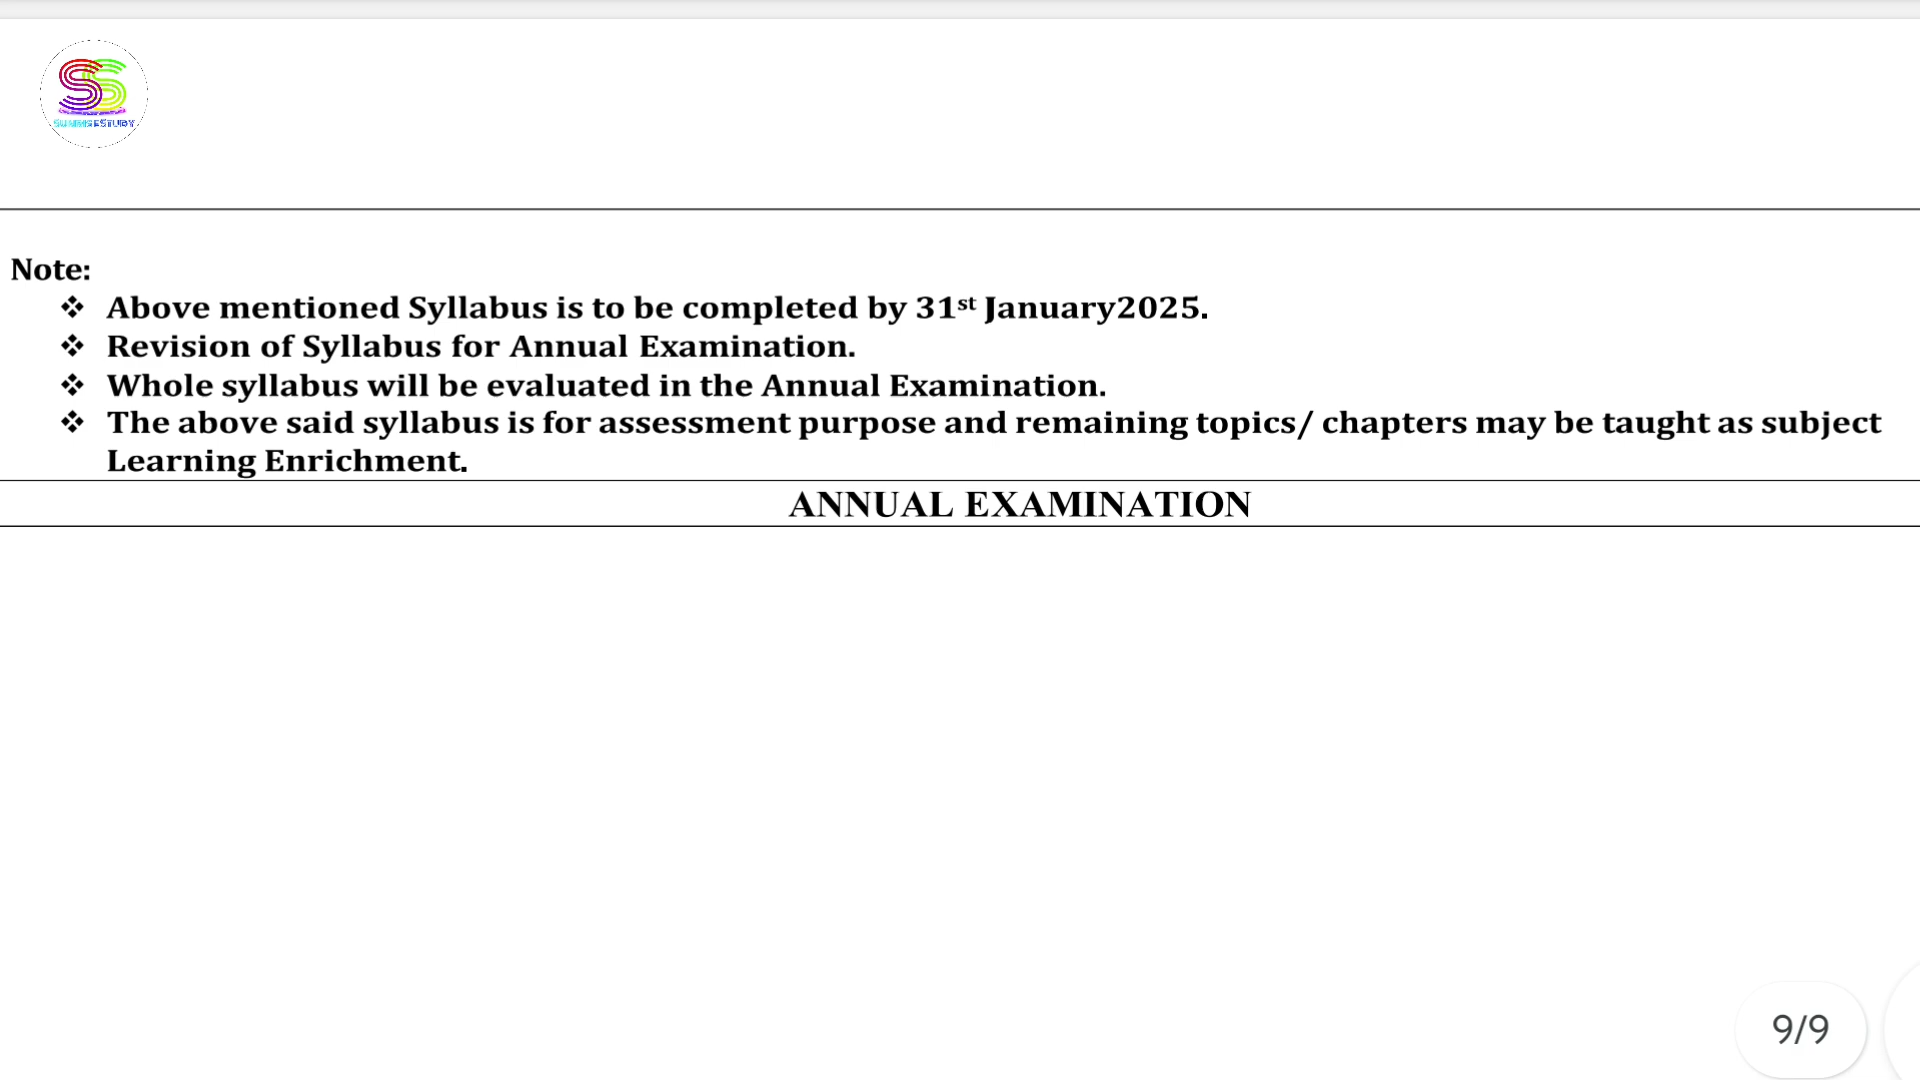 SUNRISESTUDY
Note:
❖ Above mentioned Syllabus is to be completed by 31st January2025.
❖ Revision of Syllabus for Annual Examination.
❖ Whole syllabus will be evaluated in the Annual Examination.
❖ The above said syllabus is for assessment purpose and remaining topics/ chapters may be taught as subject
Learning Enrichment.
ANNUAL EXAMINATION
9/9